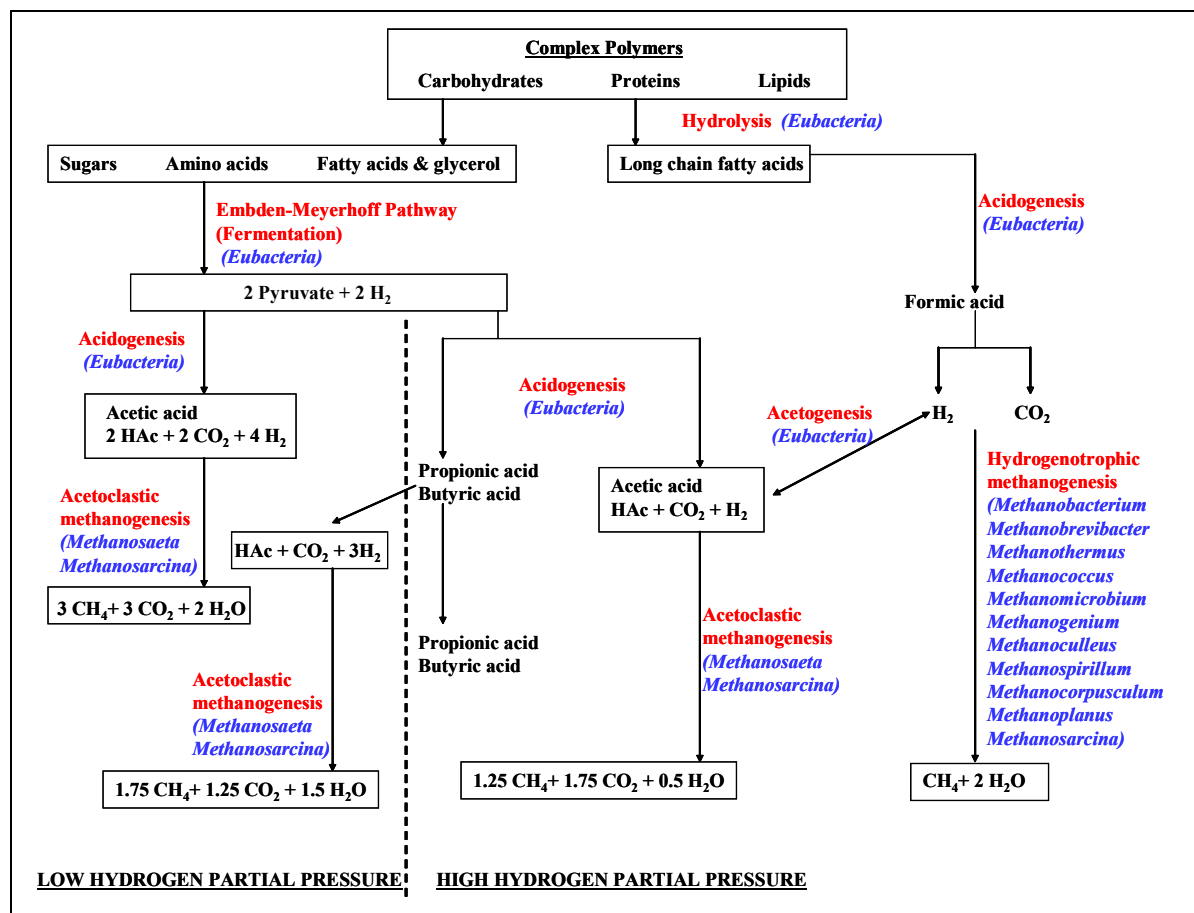 Complex Polymers
Carbohydrates Proteins Lipids
Hydrolysis (Eubacteria)
Sugars Amino acids Fatty acids & glycerol
Long chain fatty acids
Embden-Meyerhoff Pathway
(Fermentation)
(Eubacteria)
Acidogenesis
(Eubacteria)
2 Pyruvate + 2 H₂
Formic acid
Acidogenesis
(Eubacteria)
Acidogenesis
(Eubacteria)
Acetogenesis
(Eubacteria)
H₂ CO₂
Acetic acid
2 HAc + 2 CO₂ + 4 H₂
Propionic acid
Butyric acid
Acetic acid
HAc + CO₂ + H₂
Hydrogenotrophic
methanogenesis
(Methanobacterium
Methanobrevibacter
Methanothermus
Methanococcus
Methanomicrobium
Methanogenium
Methanoculleus
Methanospirillum
Methanocorpusculum
Methanoplanus
Methanosarcina)
Acetoclastic
methanogenesis
(Methanosaeta
Methanosarcina)
HAc + CO₂ + 3H₂
3 CH₄+ 3 CO₂ + 2 H₂O
Propionic acid
Butyric acid
Acetoclastic
methanogenesis
(Methanosaeta
Methanosarcina)
Acetoclastic
methanogenesis
(Methanosaeta
Methanosarcina)
1.75 CH₄+ 1.25 CO₂ + 1.5 H₂O
1.25 CH₄+ 1.75 CO₂ + 0.5 H₂O
CH₄+ 2 H₂O
LOW HYDROGEN PARTIAL PRESSURE
HIGH HYDROGEN PARTIAL PRESSURE